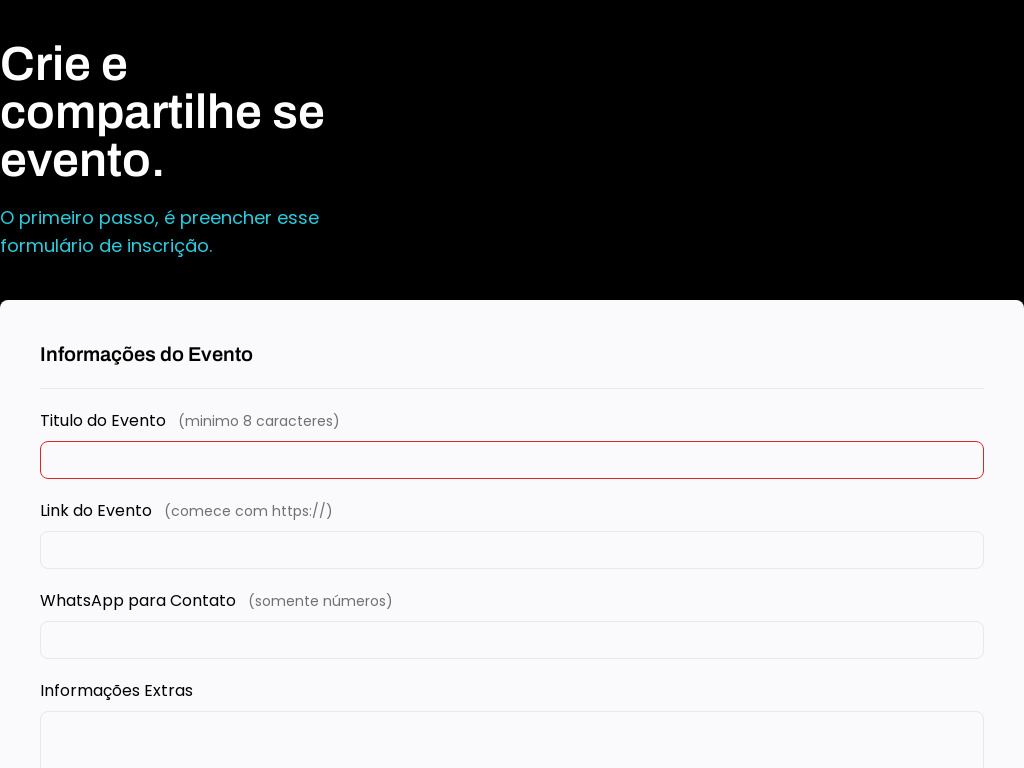 Crie e
compartilhe se
evento.
O primeiro passo, é preencher esse
formulário de inscrição.
Informações do Evento
Titulo do Evento (minimo 8 caracteres)
Link do Evento (comece com https://)
WhatsApp para Contato (somente números)
Informações Extras